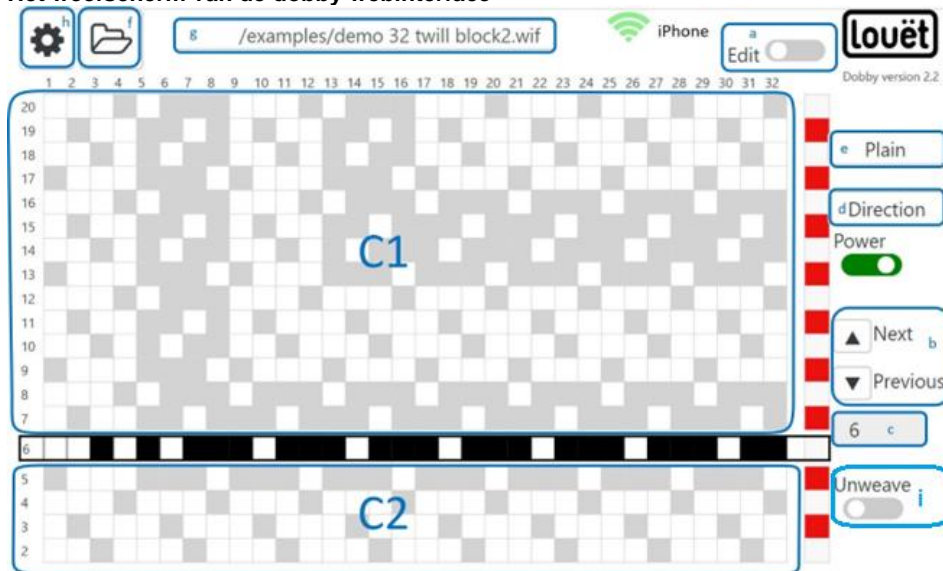 Het weefscherm van de dobby webinterface
h
f
g /examples/demo 32 twill block2.wif
iPhone
a
Edit
Louët
Dobby version 2.2
1 2 3 4 5 6 7 8 9 10 11 12 13 14 15 16 17 18 19 20 21 22 23 24 25 26 27 28 29 30 31 32
20
19
18
17
16
15
14
13
12
11
10
9
8
7
6
5
4
3
2
C1
C2
e Plain
d Direction
Power
▲ Next b
▼ Previous
6 c
Unweave i